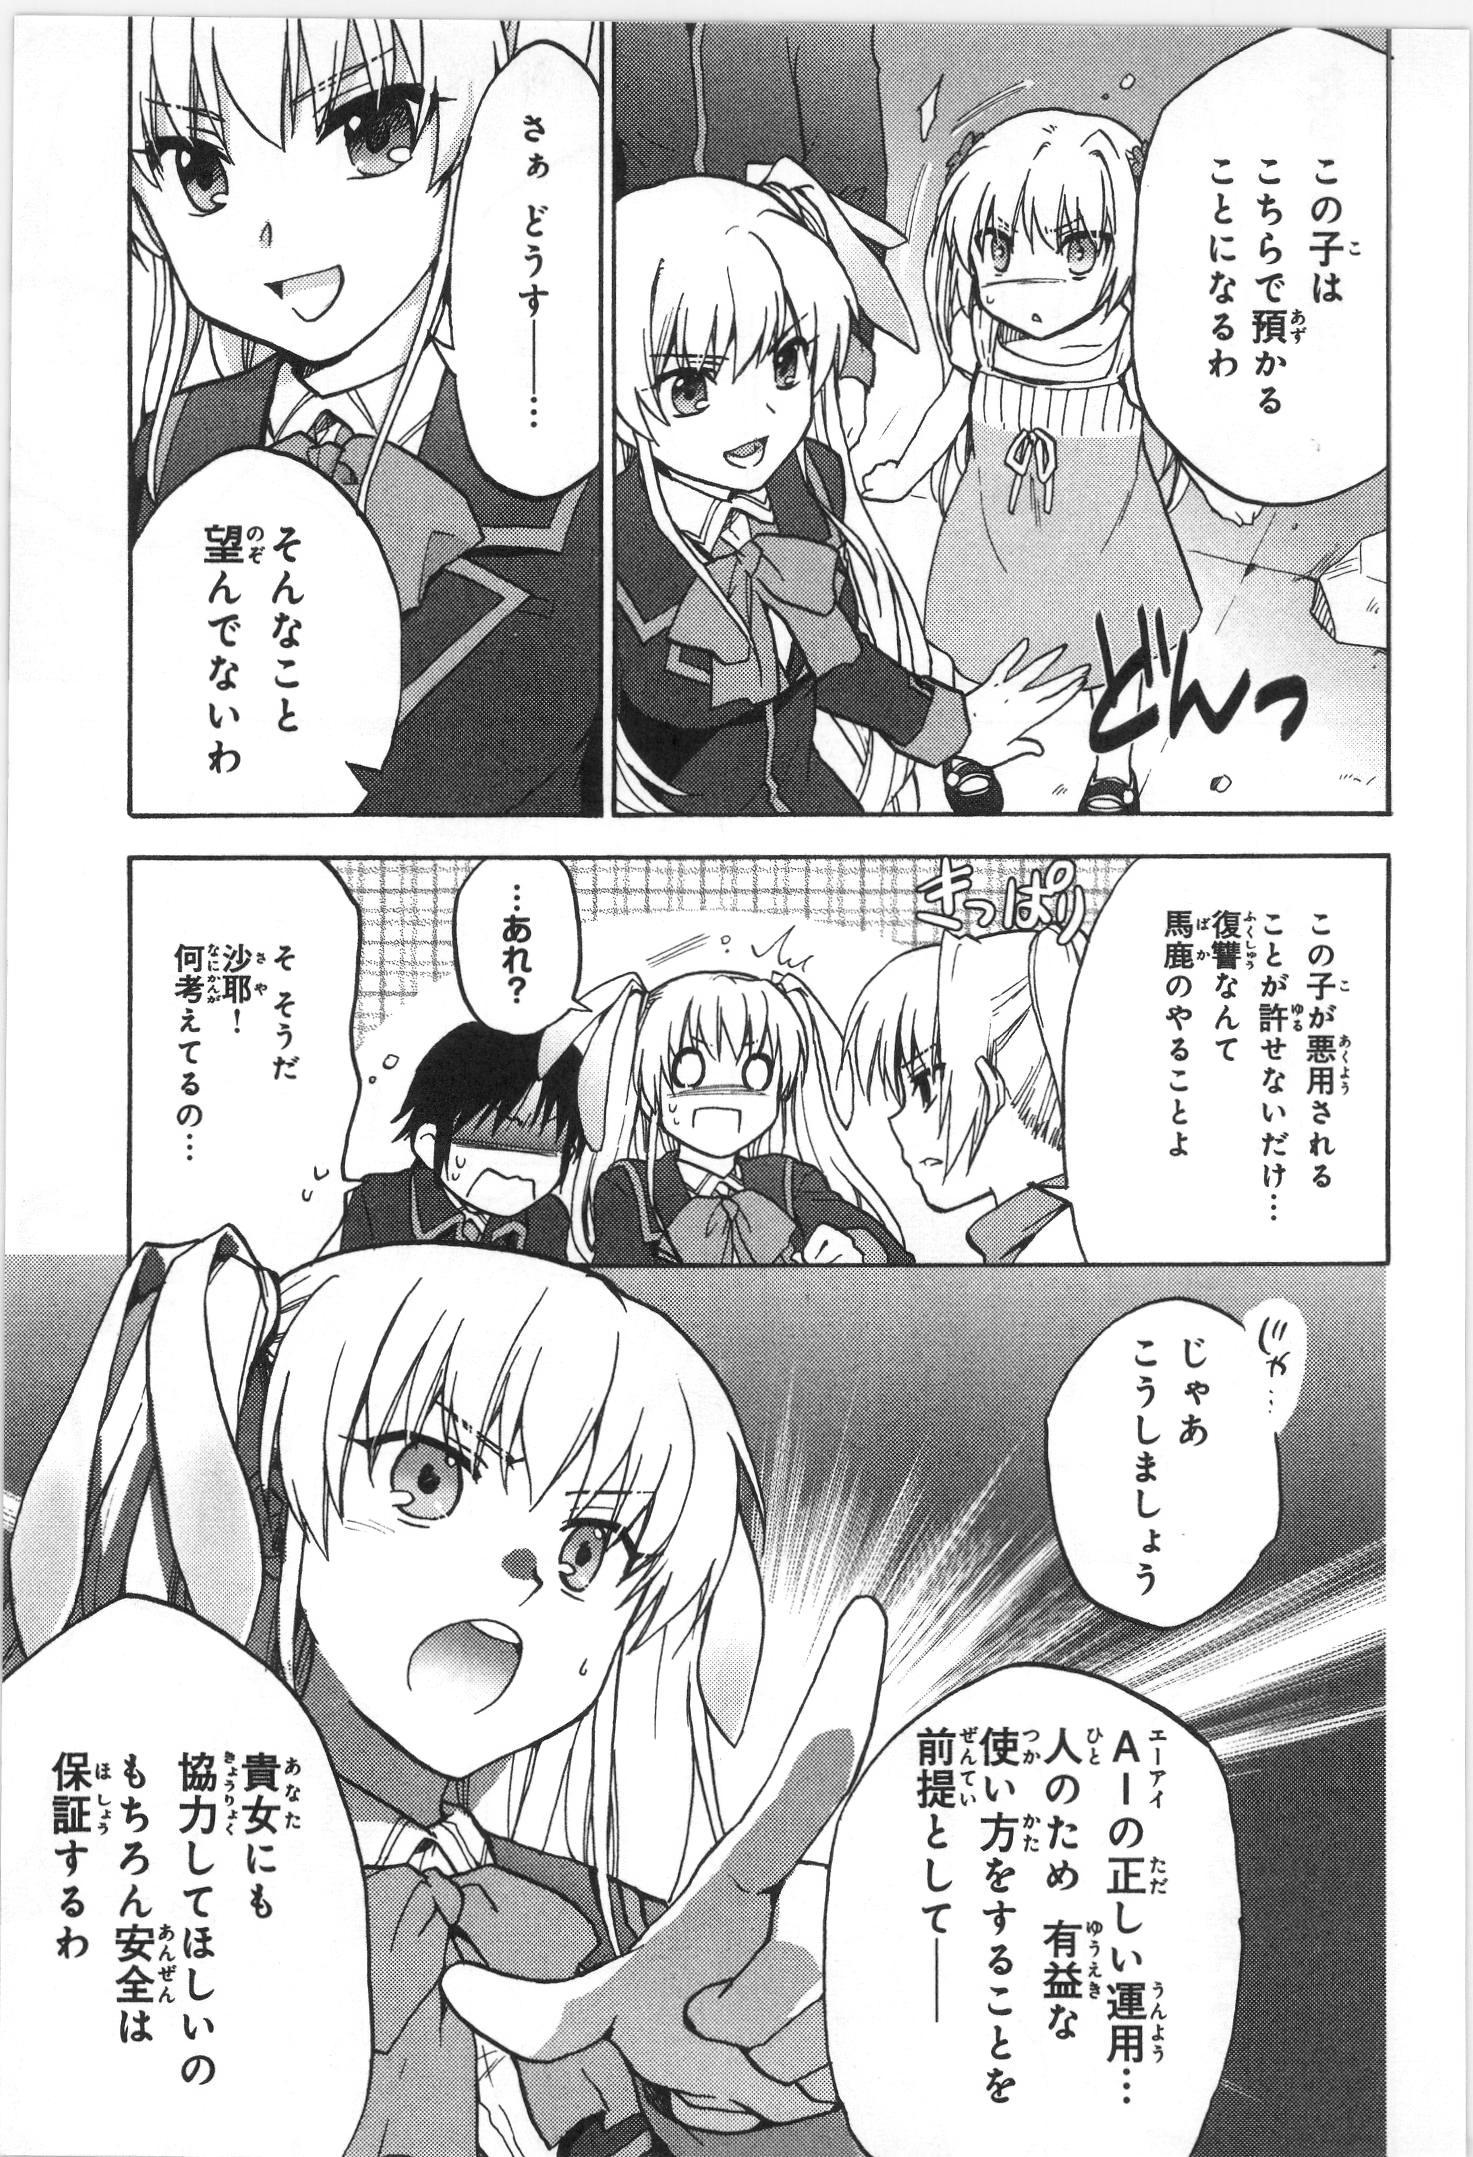 この子は
こちらで預かる
ことになるわ
どんっ
さぁ どうす——…
そんなこと
望んでないわ
この子が悪用される
ことが許せないだけ…
復讐なんて
馬鹿のやることよ
きっぱり
…あれ?
そ そうだ
沙耶!
何考えてるの…
じゃ…
じゃあ
こうしましょう
AIの正しい運用…
人のため 有益な
使い方をすることを
前提として——
貴女にも
協力してほしいの
もちろん安全は
保証するわ